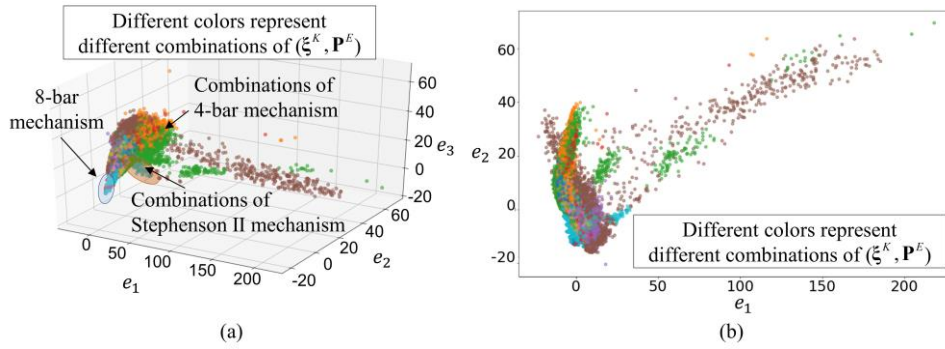 Different colors represent
different combinations of (ξ^K, P^E)
8-bar
mechanism
Combinations of
4-bar mechanism
Combinations of
Stephenson II mechanism
60
40
20
0
-20
e₃
60
40
20
0
-20
e₂
0
50
100
150
200
e₁
(a)
60
40
e₂
20
0
-20
0
50
100
150
200
e₁
Different colors represent
different combinations of (ξ^K, P^E)
(b)